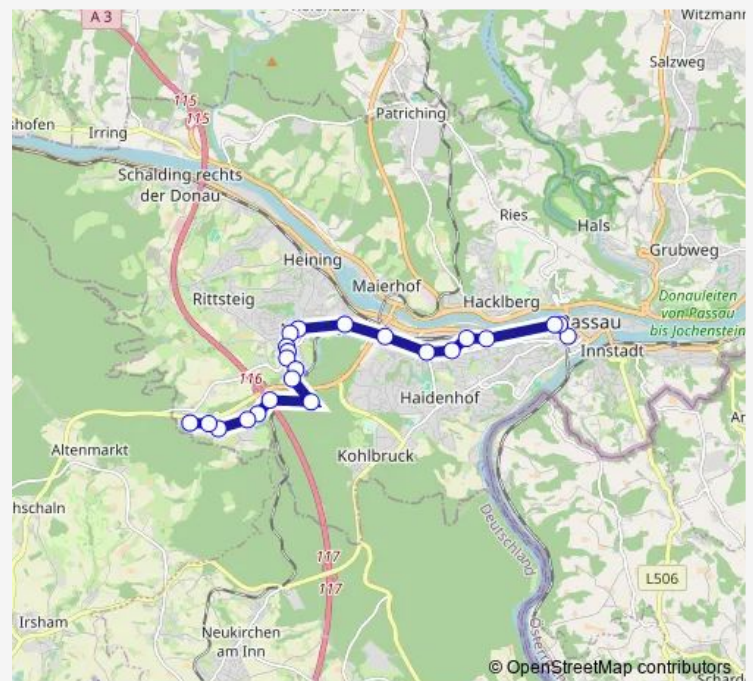 A 3
Witzmann
Salzweg
115
115
Patriching
shofen
Irring
Schalding rechts
der Donau
Ries
Hals
Grubweg
Heining
Maierhof
Donauleiten
von Passau
bis Jochenstein
Rittsteig
Hacklberg
Passau
Innstadt
116
Haidenhof
Altenmarkt
Kohlbruck
hschaln
Deutschland
117
117
L506
Irsham
Neukirchen
am Inn
© OpenStreetMap contributors